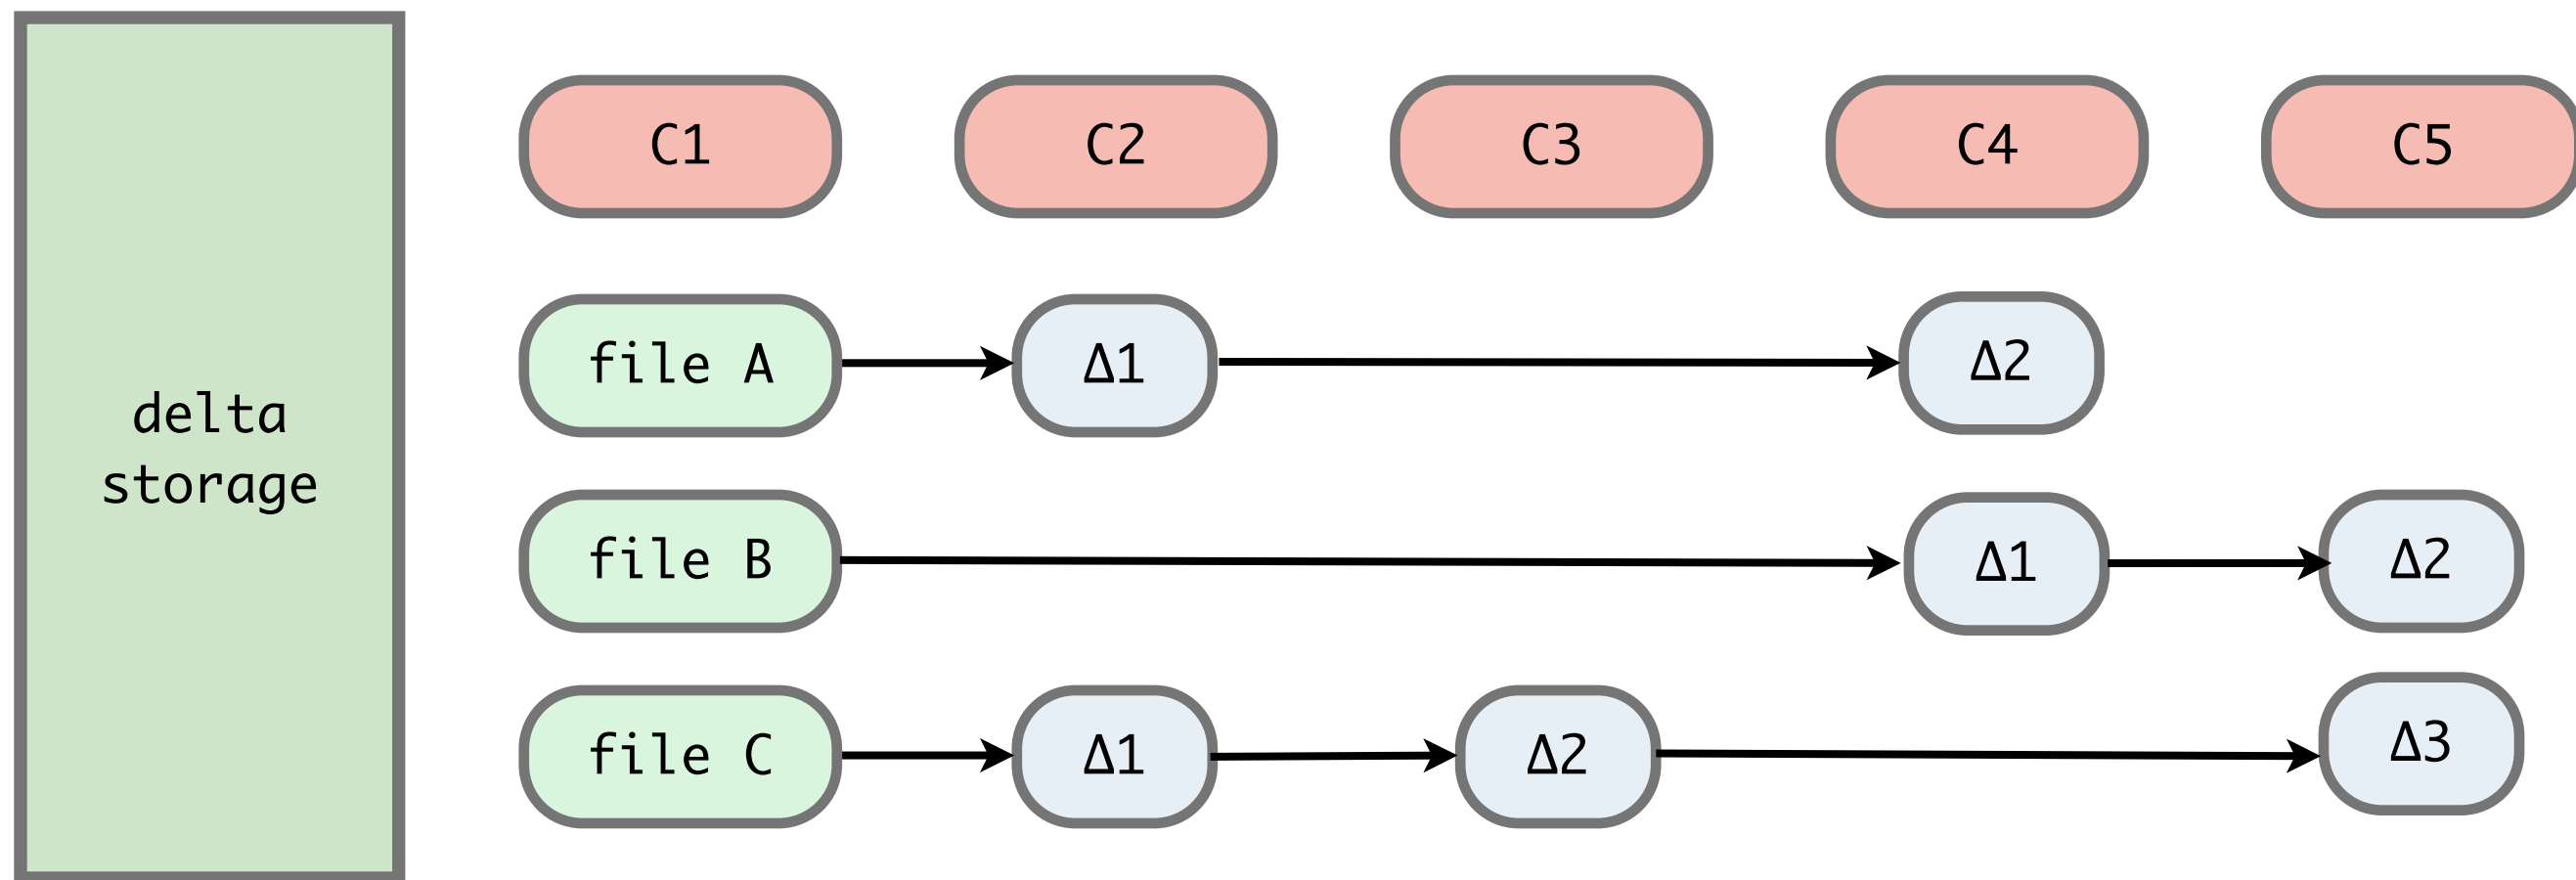 delta
storage
C1 C2 C3 C4 C5
file A Δ1 Δ2
file B Δ1 Δ2
file C Δ1 Δ2 Δ3